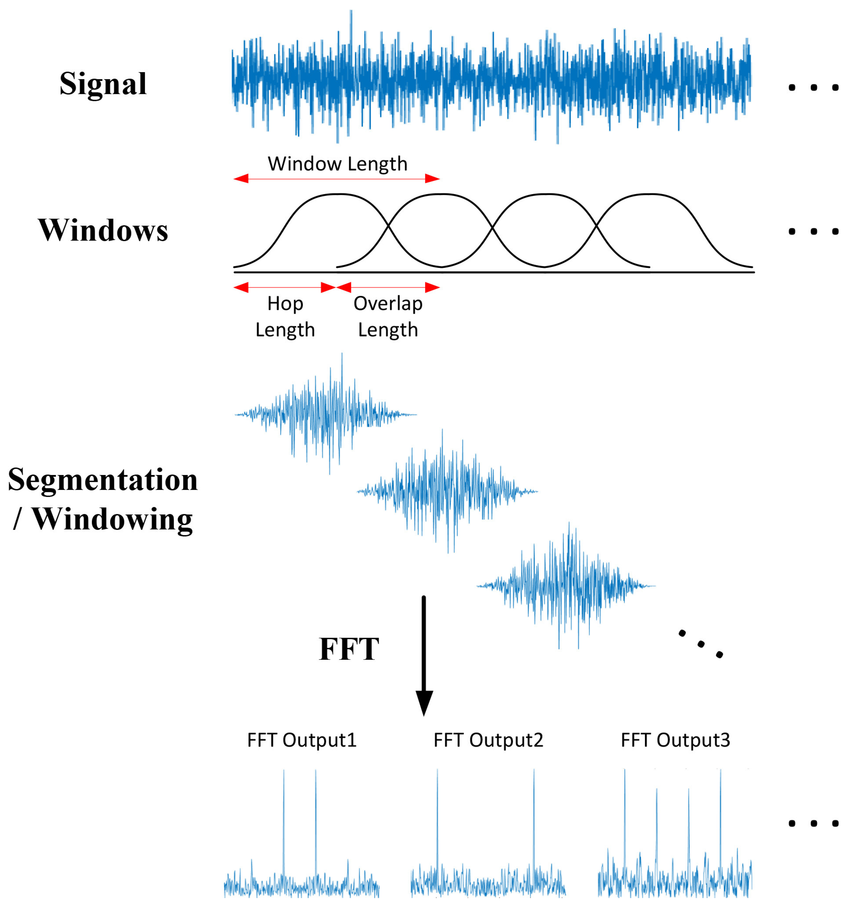 Signal
Window Length
Windows
Hop
Length
Overlap
Length
Segmentation
/ Windowing
FFT
FFT Output1
FFT Output2
FFT Output3